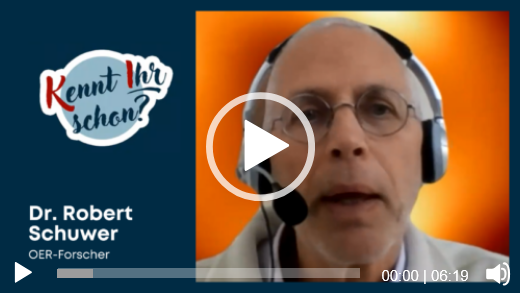 Kennt Ihr
schon?
Dr. Robert
Schuwer
OER-Forscher
00:00 | 06:19